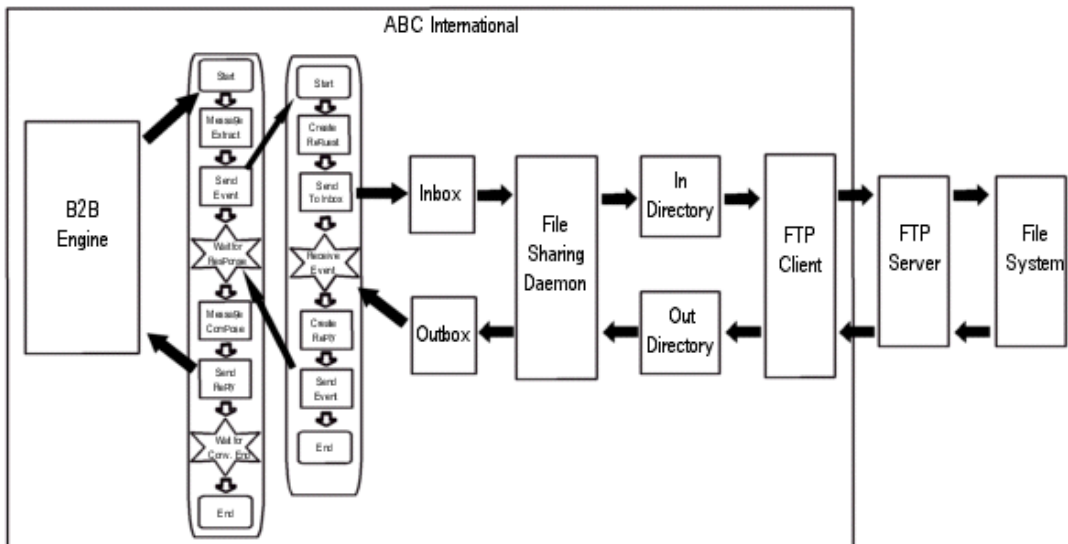 ABC International
B2B
Engine
Start
Message
Extract
Send
Event
Wait for
Response
Message
Compose
Send
Reply
Wait for
Conv. End
End
Start
Create
Request
Send
To Inbox
Receive
Event
Create
Reply
Send
Event
End
Inbox
Outbox
File
Sharing
Daemon
In
Directory
Out
Directory
FTP
Client
FTP
Server
File
System